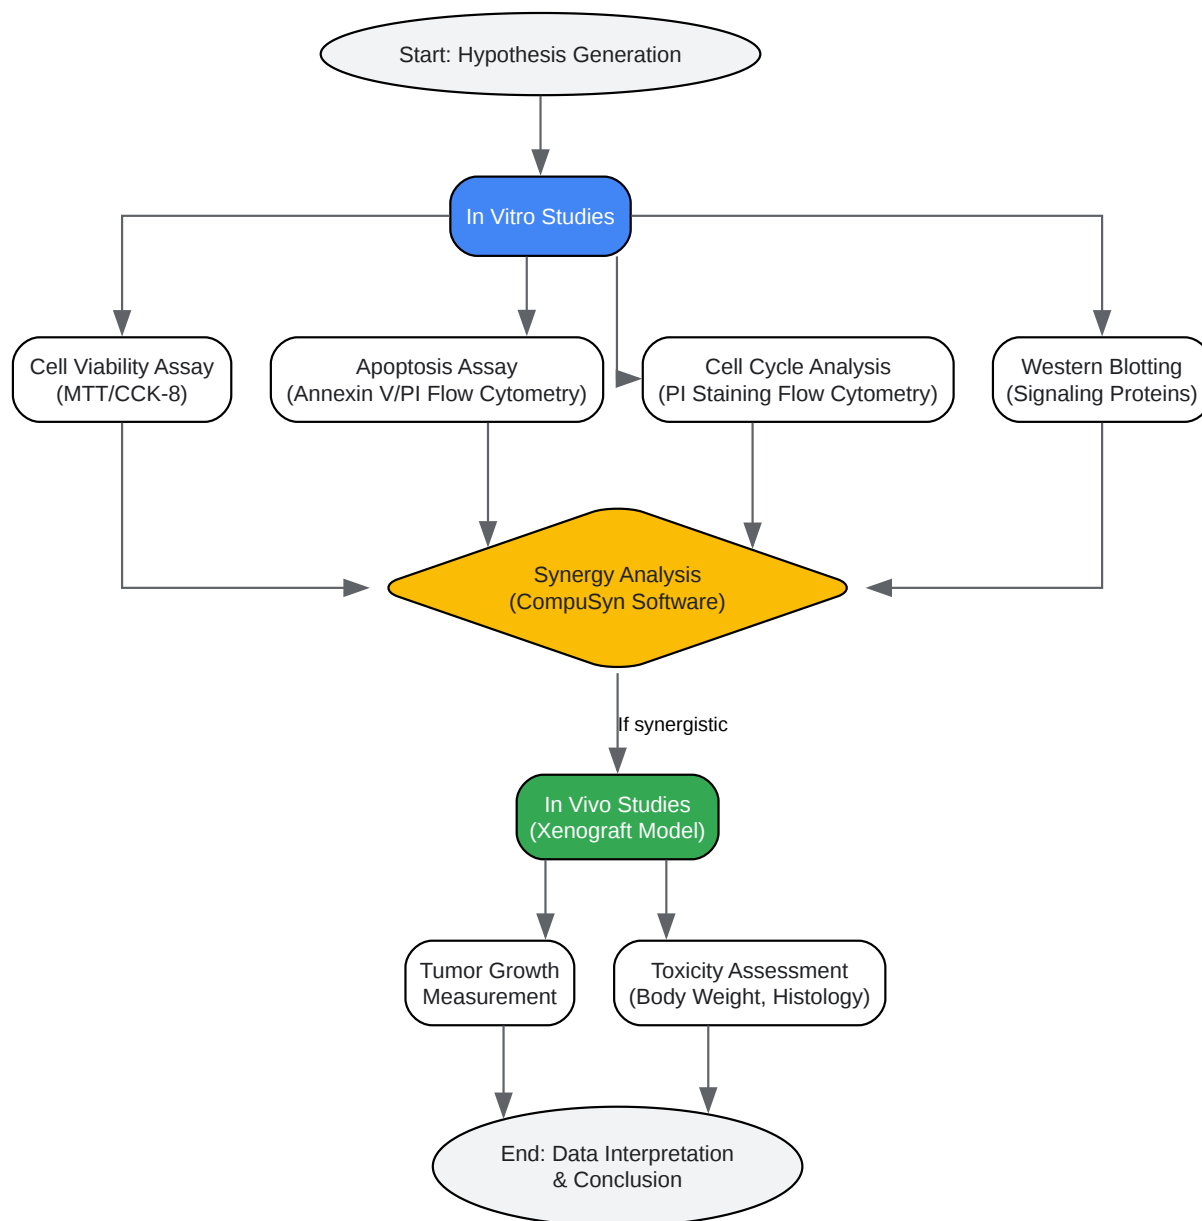 Start: Hypothesis Generation
In Vitro Studies
Cell Viability Assay
(MTT/CCK-8)
Apoptosis Assay
(Annexin V/PI Flow Cytometry)
Cell Cycle Analysis
(PI Staining Flow Cytometry)
Western Blotting
(Signaling Proteins)
Synergy Analysis
(CompuSyn Software)
If synergistic
In Vivo Studies
(Xenograft Model)
Tumor Growth
Measurement
Toxicity Assessment
(Body Weight, Histology)
End: Data Interpretation
& Conclusion